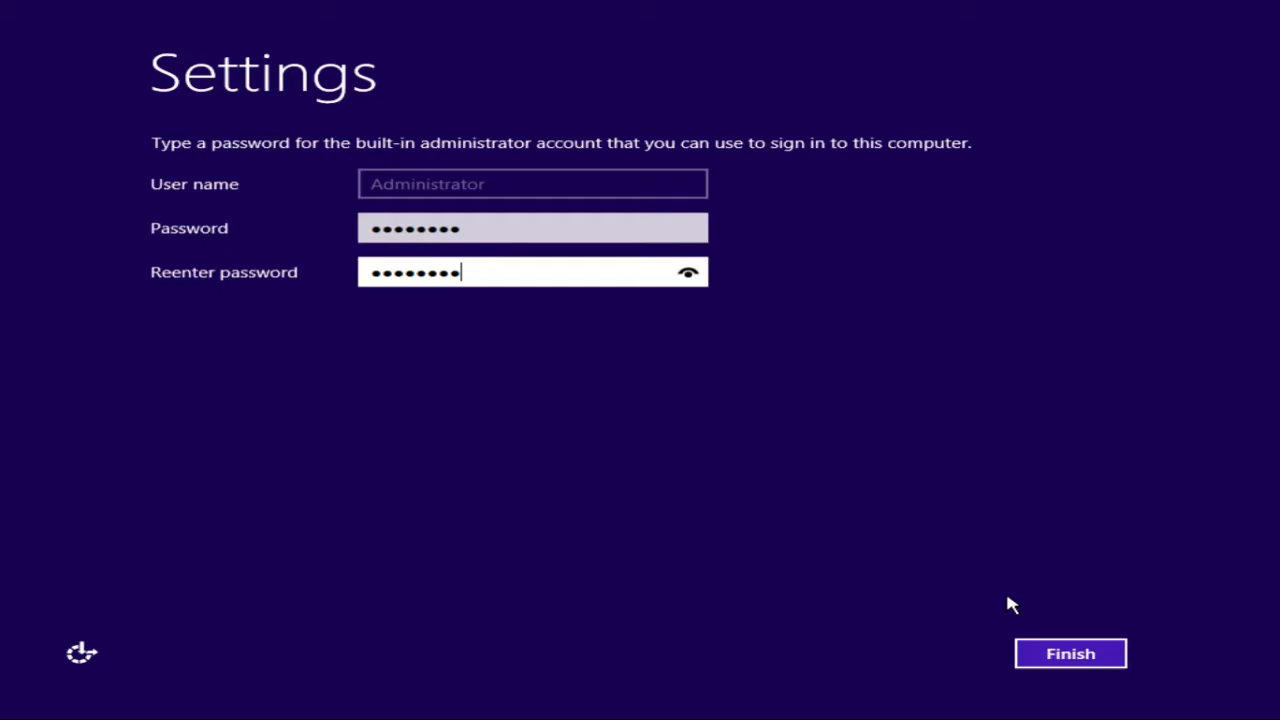 Settings
Type a password for the built-in administrator account that you can use to sign in to this computer.
User name Administrator
Password ●●●●●●●●
Reenter password ●●●●●●●●
Finish